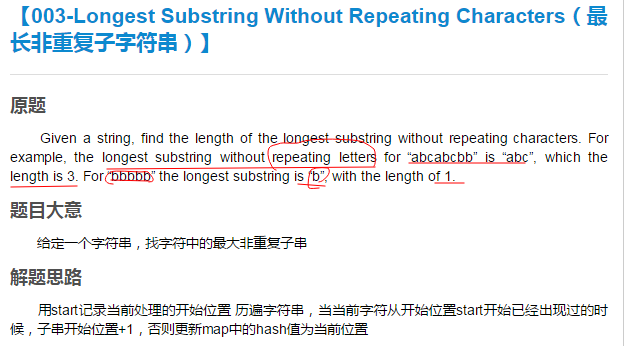 【003-Longest Substring Without Repeating Characters（最
长非重复子字符串）】
原题
Given a string, find the length of the longest substring without repeating characters. For
example, the longest substring without repeating letters for “abcabcbb” is “abc”, which the
length is 3. For “bbbbb” the longest substring is “b”, with the length of 1.
题目大意
给定一个字符串，找字符中的最大非重复子串
解题思路
用start记录当前处理的开始位置 历遍字符串，当当前字符从开始位置start开始已经出现过的时
候，子串开始位置+1，否则更新map中的hash值为当前位置